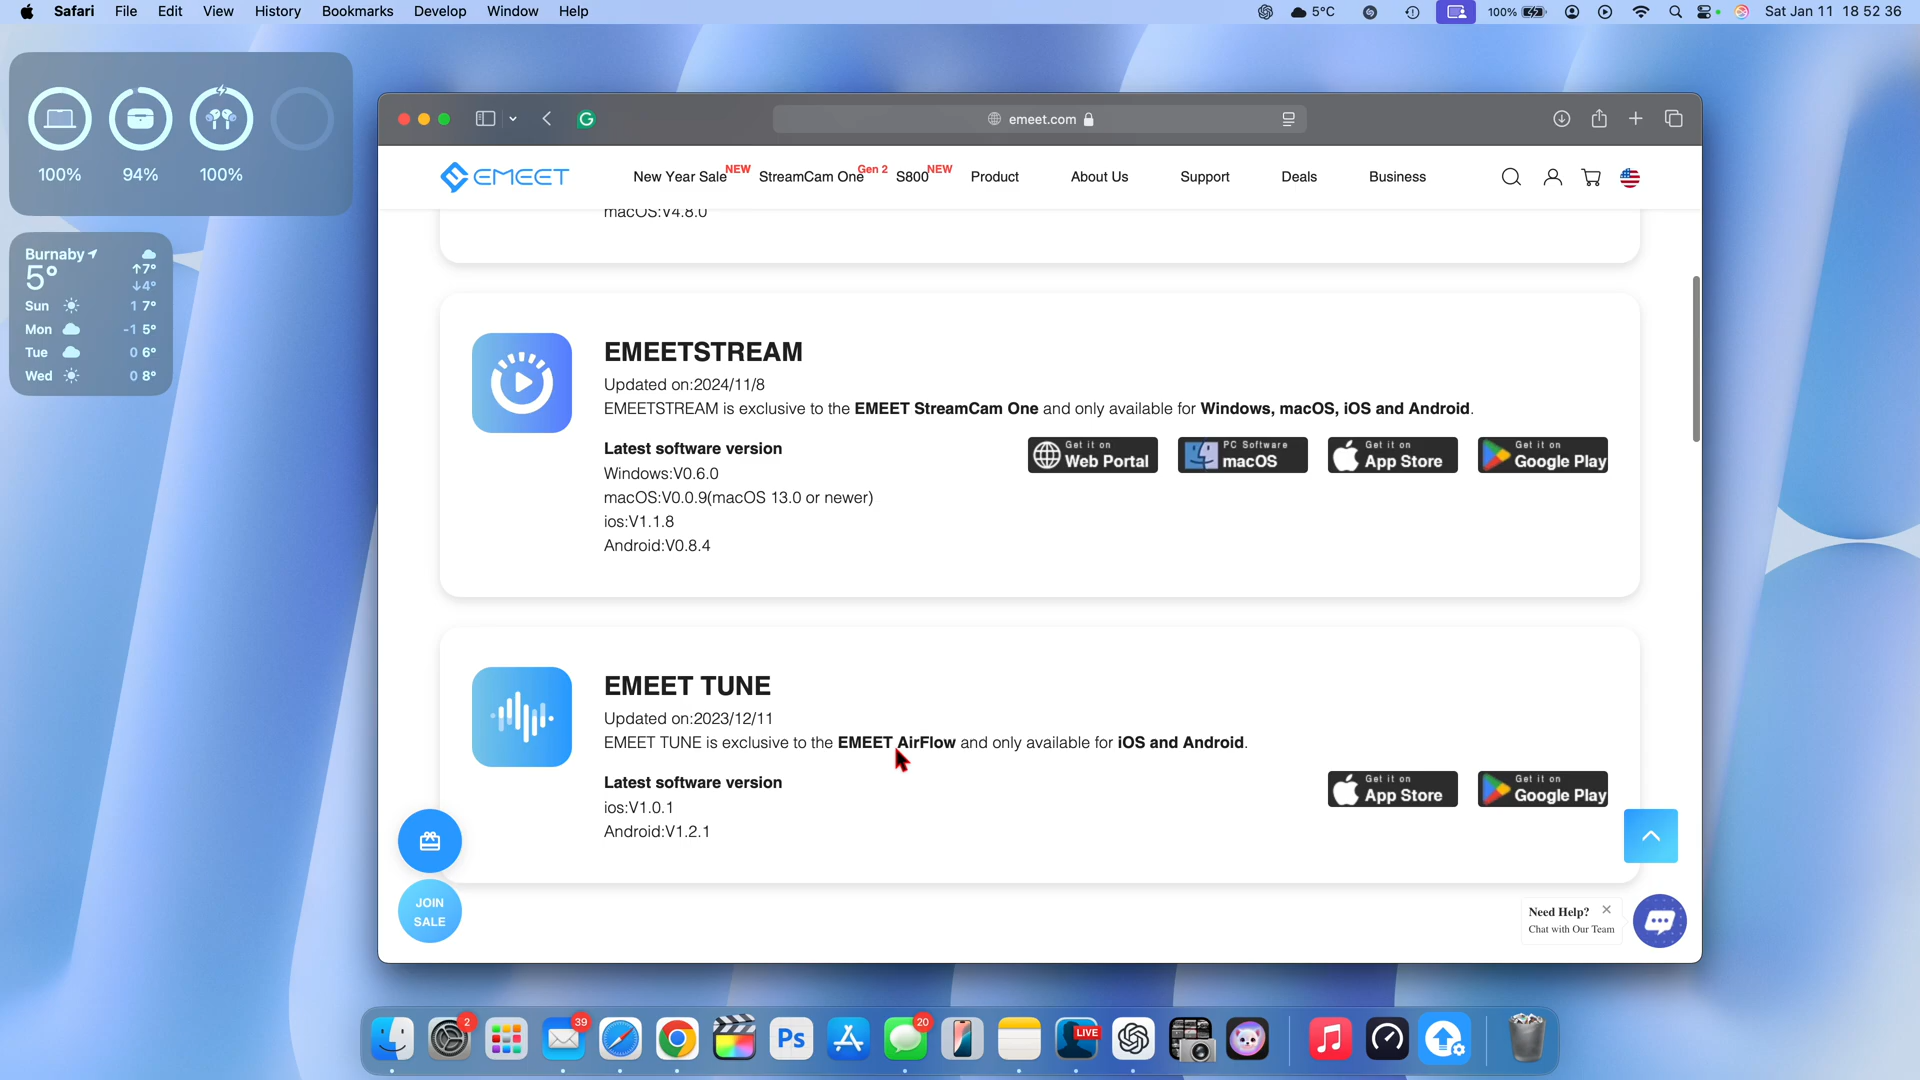 Safari File Edit View History Bookmarks Develop Window Help
5°C 100% Sat Jan 11 18 52 36
100% 94% 100%
Burnaby
5° ↑7°
↓4°
Sun 1 7°
Mon -1 5°
Tue 0 6°
Wed 0 8°
emeet.com
EMEET New Year Sale NEW StreamCam One Gen 2 S800 NEW Product About Us Support Deals Business
macOS:V4.8.0
EMEETSTREAM
Updated on:2024/11/8
EMEETSTREAM is exclusive to the EMEET StreamCam One and only available for Windows, macOS, iOS and Android.
Latest software version
Windows:V0.6.0
macOS:V0.0.9(macOS 13.0 or newer)
ios:V1.1.8
Android:V0.8.4
Get it on
Web Portal
PC Software
macOS
Get it on
App Store
Get it on
Google Play
EMEET TUNE
Updated on:2023/12/11
EMEET TUNE is exclusive to the EMEET AirFlow and only available for iOS and Android.
Latest software version
ios:V1.0.1
Android:V1.2.1
Get it on
App Store
Get it on
Google Play
JOIN
SALE
Need Help?
Chat with Our Team
2 39 Ps 20 LIVE